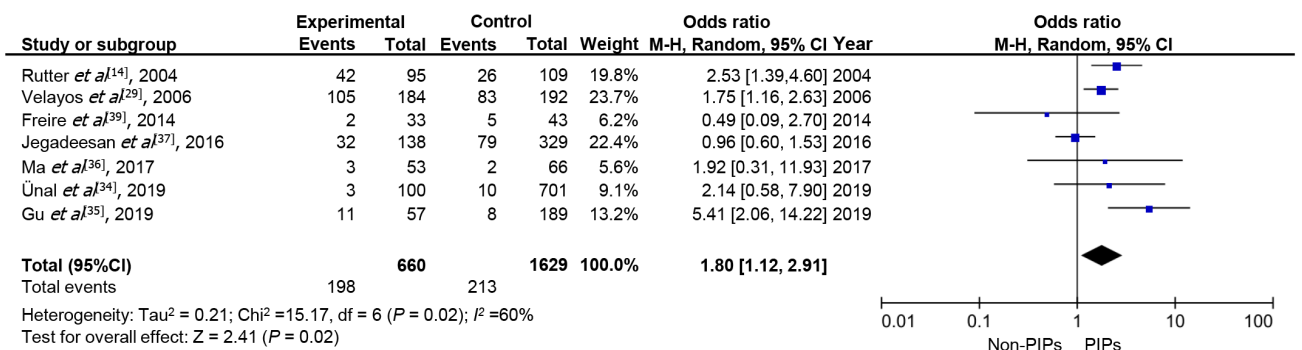 Experimental Control Odds ratio Odds ratio
Study or subgroup Events Total Events Total Weight M-H, Random, 95% CI Year M-H, Random, 95% CI
Rutter et al[14], 2004 42 95 26 109 19.8% 2.53 [1.39,4.60] 2004
Velayos et al[29], 2006 105 184 83 192 23.7% 1.75 [1.16, 2.63] 2006
Freire et al[39], 2014 2 33 5 43 6.2% 0.49 [0.09, 2.70] 2014
Jegadeesan et al[37], 2016 32 138 79 329 22.4% 0.96 [0.60, 1.53] 2016
Ma et al[36], 2017 3 53 2 66 5.6% 1.92 [0.31, 11.93] 2017
Ünal et al[34], 2019 3 100 10 701 9.1% 2.14 [0.58, 7.90] 2019
Gu et al[35], 2019 11 57 8 189 13.2% 5.41 [2.06, 14.22] 2019
Total (95%CI) 660 1629 100.0% 1.80 [1.12, 2.91]
Total events 198 213
Heterogeneity: Tau² = 0.21; Chi² =15.17, df = 6 (P = 0.02); I² =60%
Test for overall effect: Z = 2.41 (P = 0.02)
0.01 0.1 1 10 100
Non-PIPs PIPs